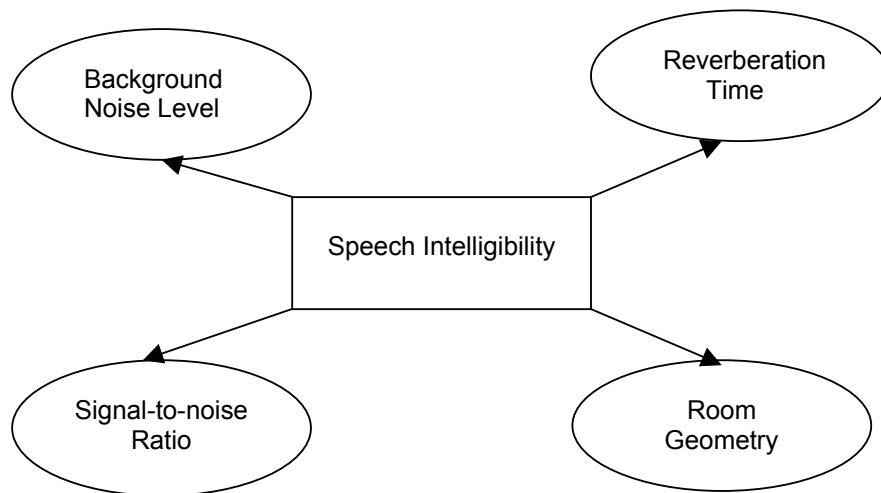 Background
Noise Level
Reverberation
Time
Speech Intelligibility
Signal-to-noise
Ratio
Room
Geometry